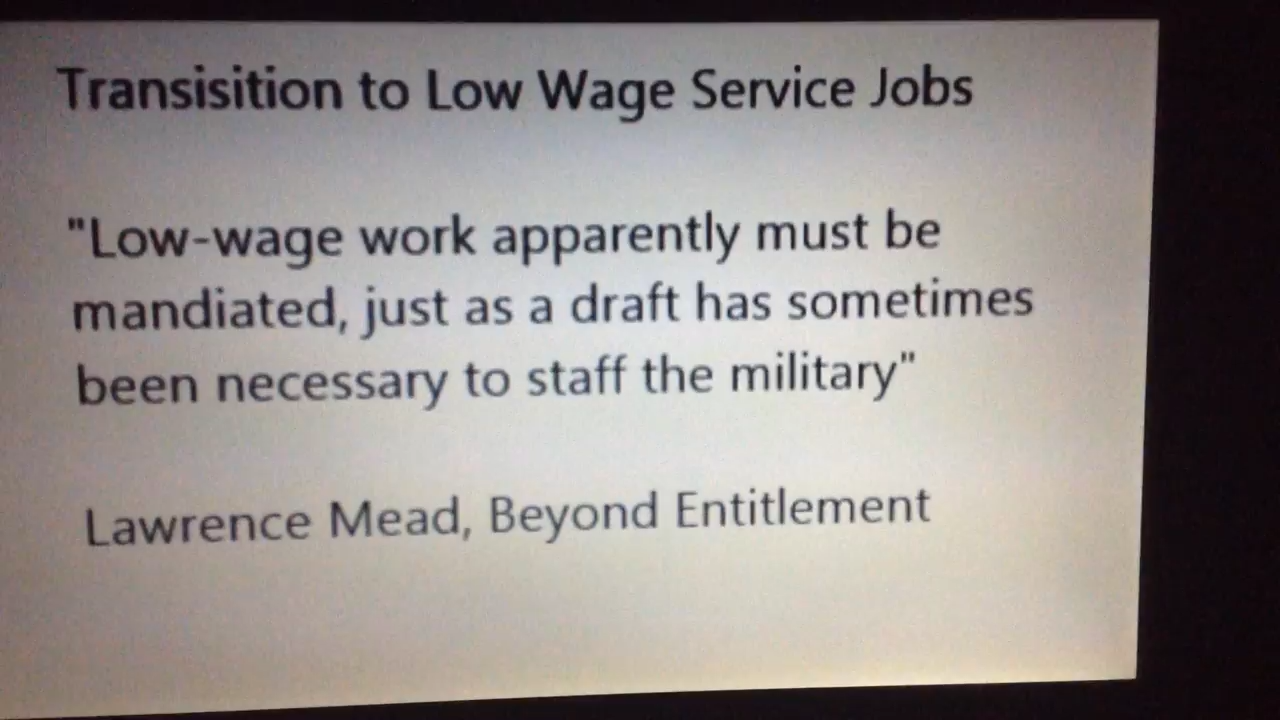 Transisition to Low Wage Service Jobs
"Low-wage work apparently must be
mandiated, just as a draft has sometimes
been necessary to staff the military"
Lawrence Mead, Beyond Entitlement